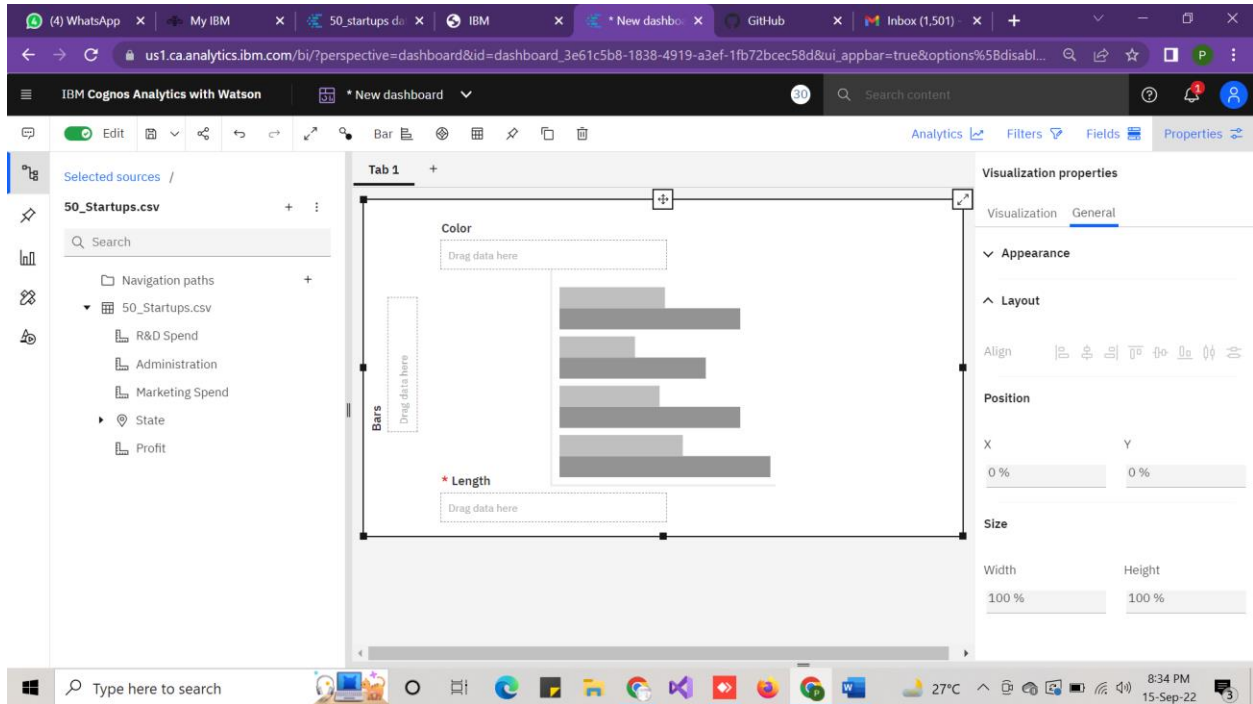 (4) WhatsApp
My IBM
50_startups da
IBM
* New dashbo
GitHub
Inbox (1,501) -
us1.ca.analytics.ibm.com/bi/?perspective=dashboard&id=dashboard_3e61c5b8-1838-4919-a3ef-1fb72bcec58d&ui_appbar=true&options%5Bdisabl...
P
IBM Cognos Analytics with Watson
31
* New dashboard
30
Search content
1
Edit
Bar
Analytics
Filters
Fields
Properties
Selected sources /
50_Startups.csv
Search
Navigation paths
50_Startups.csv
R&D Spend
Administration
Marketing Spend
State
Profit
Tab 1
Color
Drag data here
Bars
Drag data here
* Length
Drag data here
Visualization properties
Visualization General
Appearance
Layout
Align
Position
X Y
0 % 0 %
Size
Width Height
100 % 100 %
Type here to search
27°C
8:34 PM
15-Sep-22
3